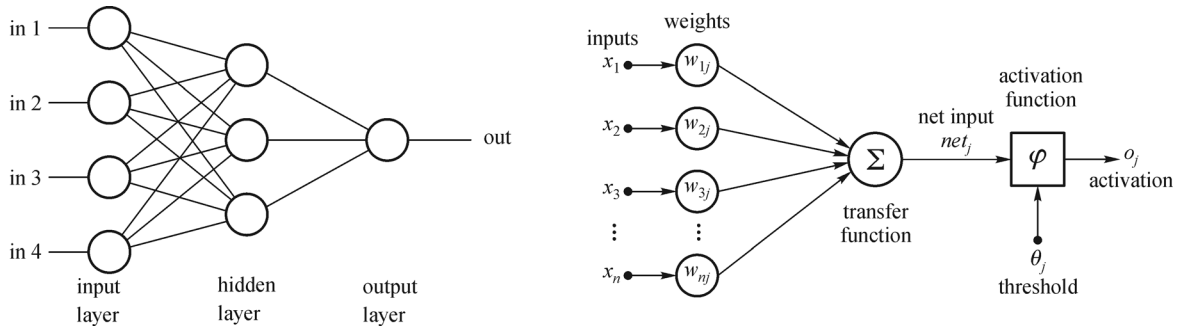 in 1
in 2
in 3
in 4
out
input
layer
hidden
layer
output
layer
weights
inputs
x1
x2
x3
⋮
xn
w1j
w2j
w3j
⋮
wnj
Σ
transfer
function
net input
netj
activation
function
φ
oj
activation
θj
threshold